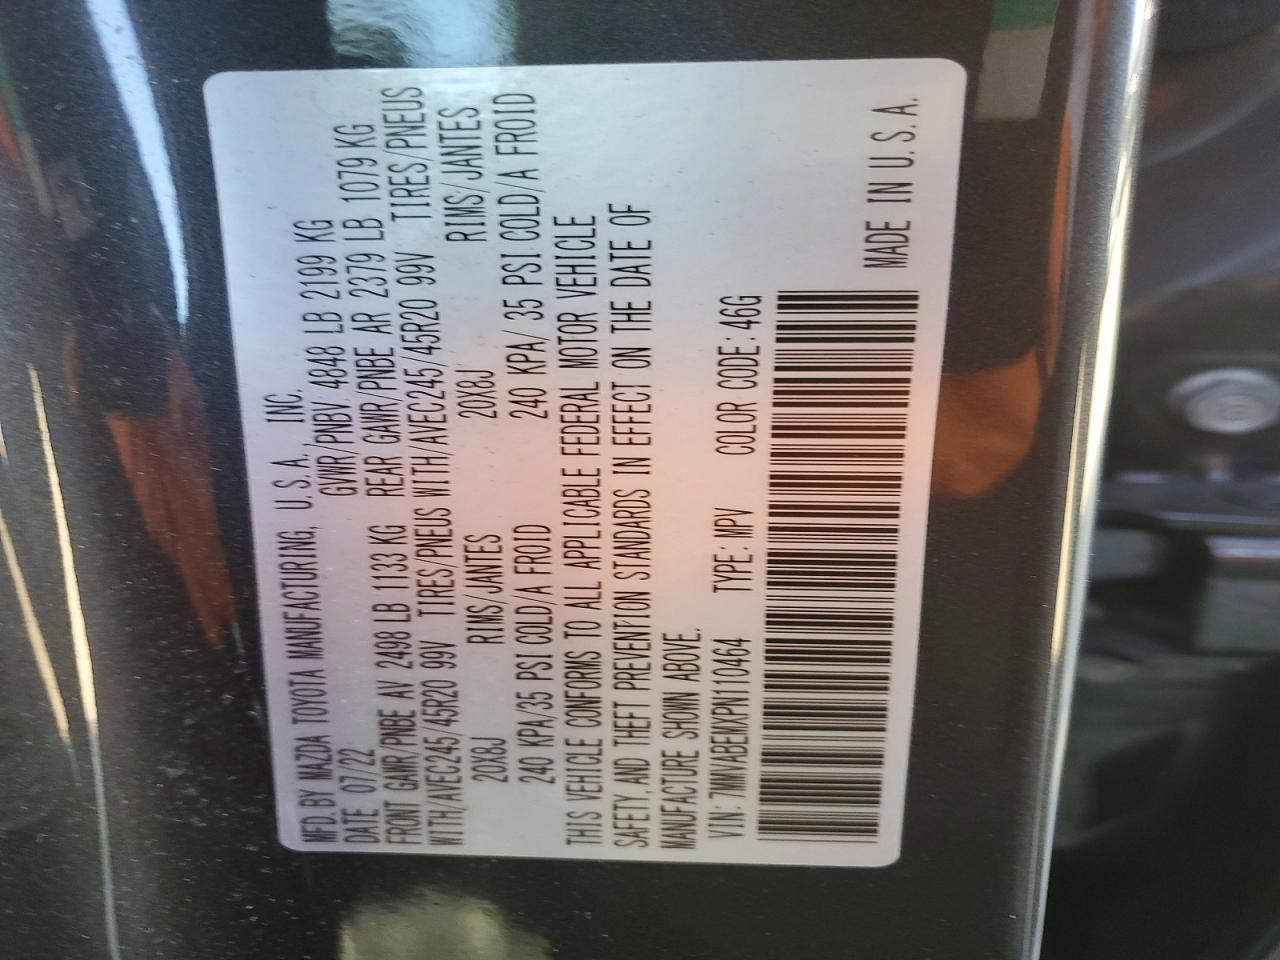 MFD. BY MAZDA TOYOTA MANUFACTURING, U.S.A., INC.
DATE 07/22 GVWR/PNBV 4848 LB 2199 KG
FRONT GAWR/PNBE AV 2498 LB 1133 KG REAR GAWR/PNBE AR 2379 LB 1079 KG
WITH/AVEC245/45R20 99V TIRES/PNEUS WITH/AVEC245/45R20 99V TIRES/PNEUS
20X8J RIMS/JANTES 20X8J RIMS/JANTES
240 KPA/35 PSI COLD/A FROID 240 KPA/ 35 PSI COLD/A FROID
THIS VEHICLE CONFORMS TO ALL APPLICABLE FEDERAL MOTOR VEHICLE
SAFETY, AND THEFT PREVENTION STANDARDS IN EFFECT ON THE DATE OF
MANUFACTURE SHOWN ABOVE.
VIN: 7MMVABEMXPN110464 TYPE: MPV COLOR CODE: 46G
MADE IN U.S.A.